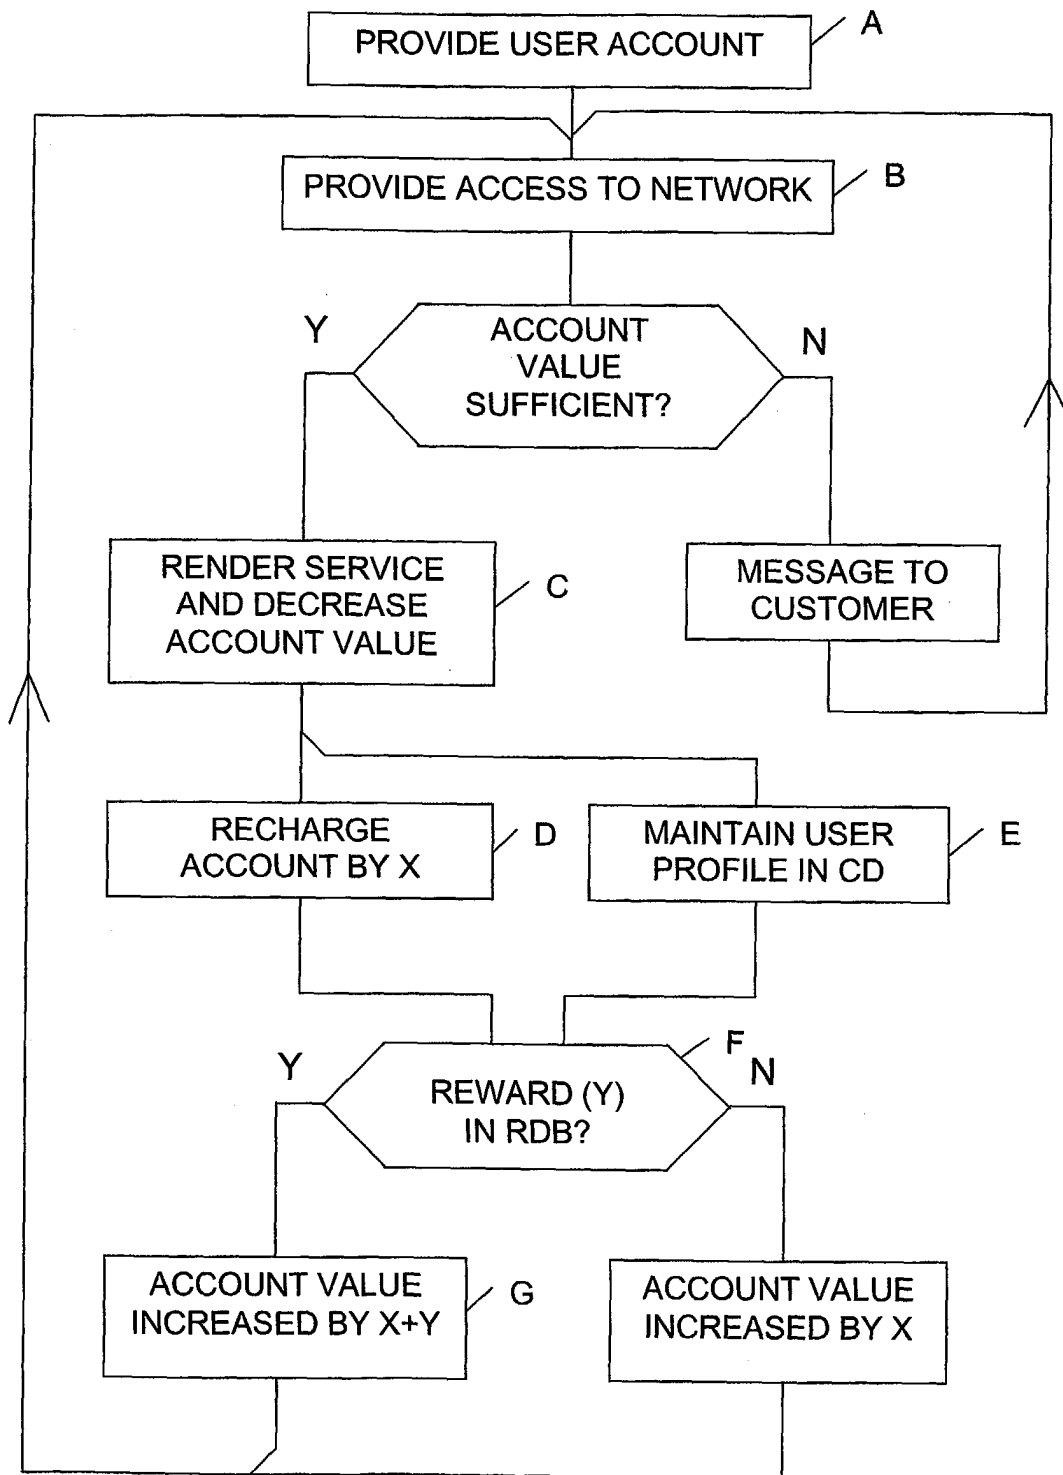 PROVIDE USER ACCOUNT
A
PROVIDE ACCESS TO NETWORK
B
Y
ACCOUNT
VALUE
SUFFICIENT?
N
RENDER SERVICE
AND DECREASE
ACCOUNT VALUE
C
MESSAGE TO
CUSTOMER
RECHARGE
ACCOUNT BY X
D
MAINTAIN USER
PROFILE IN CD
E
Y
REWARD (Y)
IN RDB?
F
N
ACCOUNT VALUE
INCREASED BY X+Y
G
ACCOUNT VALUE
INCREASED BY X